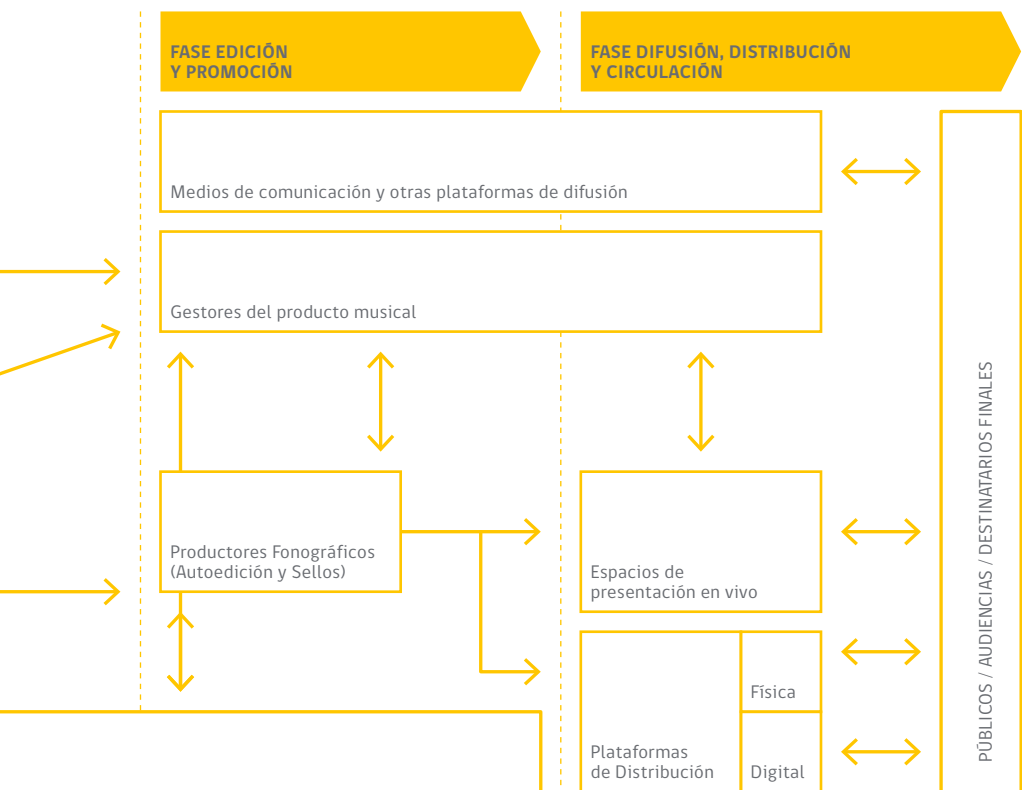 FASE EDICIÓN
Y PROMOCIÓN
FASE DIFUSIÓN, DISTRIBUCIÓN
Y CIRCULACIÓN
Medios de comunicación y otras plataformas de difusión
Gestores del producto musical
Productores Fonográficos
(Autoedición y Sellos)
Espacios de
presentación en vivo
Plataformas
de Distribución
Física
Digital
PÚBLICOS / AUDIENCIAS / DESTINATARIOS FINALES